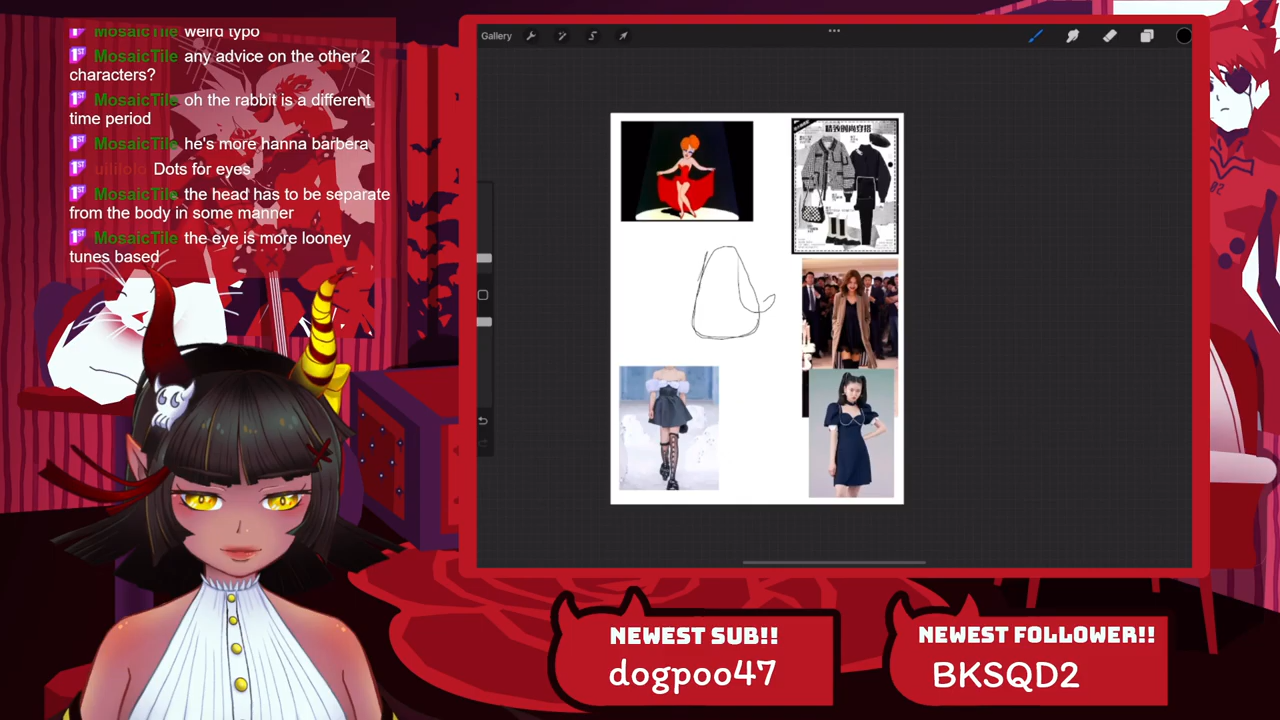 MosaicTile weird typo
MosaicTile any advice on the other 2
characters?
MosaicTile oh the rabbit is a different
time period
MosaicTile he's more hanna barbera
uililolo Dots for eyes
MosaicTile the head has to be separate
from the body in some manner
MosaicTile the eye is more looney
tunes based
Gallery
NEWEST SUB!!
dogpoo47
NEWEST FOLLOWER!!
BKSQD2